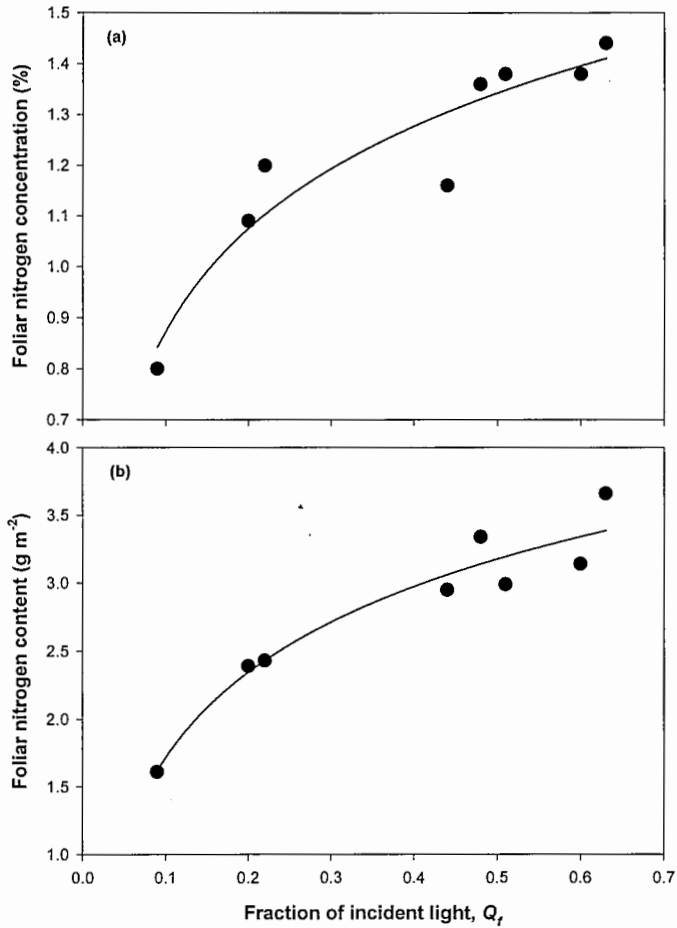 (a)
Foliar nitrogen concentration (%)
1.5
1.4
1.3
1.2
1.1
1.0
0.9
0.8
0.7
(b)
Foliar nitrogen content (g m-2)
4.0
3.5
3.0
2.5
2.0
1.5
1.0
0.0 0.1 0.2 0.3 0.4 0.5 0.6 0.7
Fraction of incident light, Qf